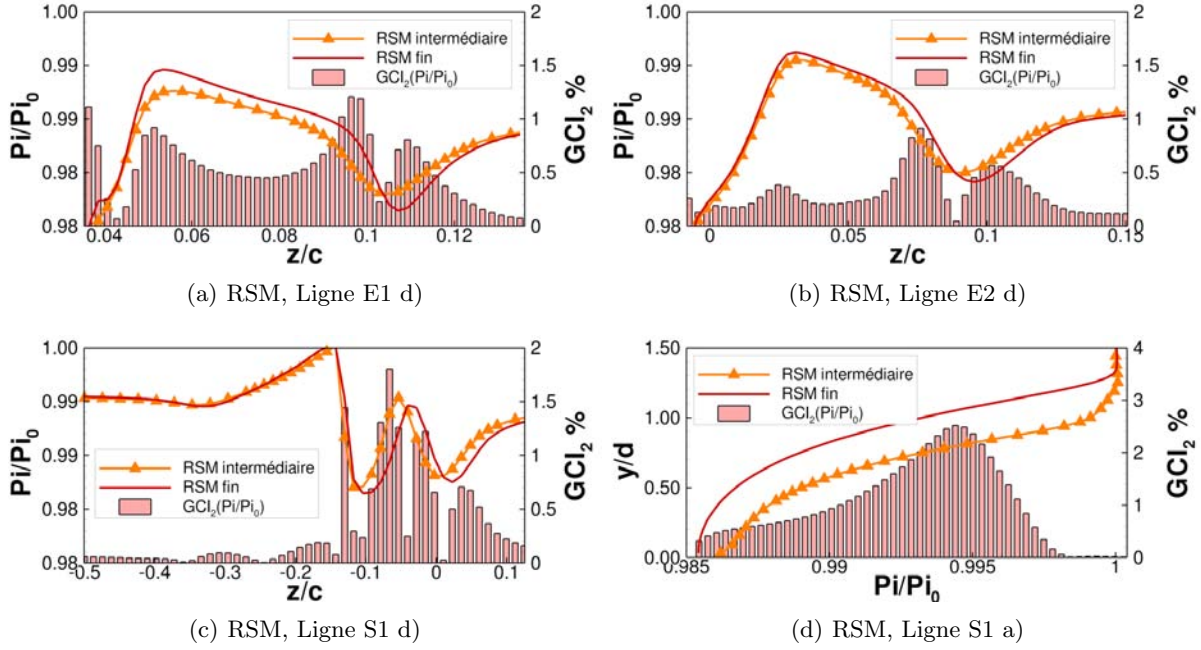 1.00
0.99
0.99
0.98
0.98
Pi/Pi₀
2
1.5
1
0.5
0
GCI₂ %
RSM intermédiaire
RSM fin
GCI₂(Pi/Pi₀)
0.04
0.06
0.08
0.1
0.12
z/c
(a) RSM, Ligne E1 d)
1.00
0.99
0.99
0.98
0.98
Pi/Pi₀
2
1.5
1
0.5
0
GCI₂ %
RSM intermédiaire
RSM fin
GCI₂(Pi/Pi₀)
0
0.05
0.1
0.15
z/c
(b) RSM, Ligne E2 d)
1.00
0.99
0.99
0.98
0.98
Pi/Pi₀
2
1.5
1
0.5
0
GCI₂ %
RSM intermédiaire
RSM fin
GCI₂(Pi/Pi₀)
-0.5
-0.4
-0.3
-0.2
-0.1
0
0.1
z/c
(c) RSM, Ligne S1 d)
1.50
1.00
0.50
0.00
y/d
4
3
2
1
0
GCI₂ %
RSM intermédiaire
RSM fin
GCI₂(Pi/Pi₀)
0.985
0.99
0.995
1
Pi/Pi₀
(d) RSM, Ligne S1 a)